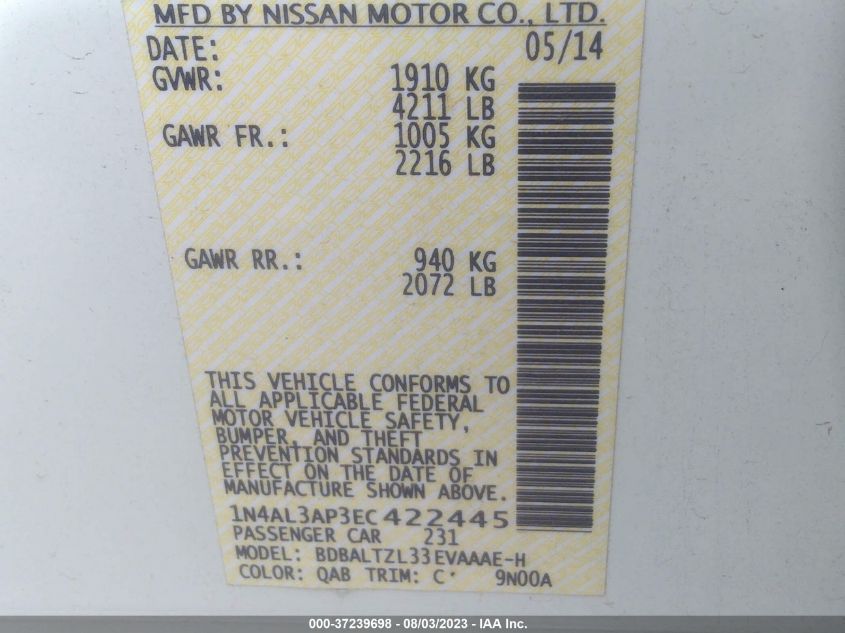 MFD BY NISSAN MOTOR CO., LTD.
DATE: 05/14
GVWR: 1910 KG
4211 LB
GAWR FR.: 1005 KG
2216 LB
GAWR RR.: 940 KG
2072 LB
THIS VEHICLE CONFORMS TO
ALL APPLICABLE FEDERAL
MOTOR VEHICLE SAFETY,
BUMPER, AND THEFT
PREVENTION STANDARDS IN
EFFECT ON THE DATE OF
MANUFACTURE SHOWN ABOVE.
1N4AL3AP3EC422445
PASSENGER CAR 231
MODEL: BDBALTZL33EVAAAE-H
COLOR: QAB TRIM: C 9N00A
000-37239698 - 08/03/2023 - IAA Inc.